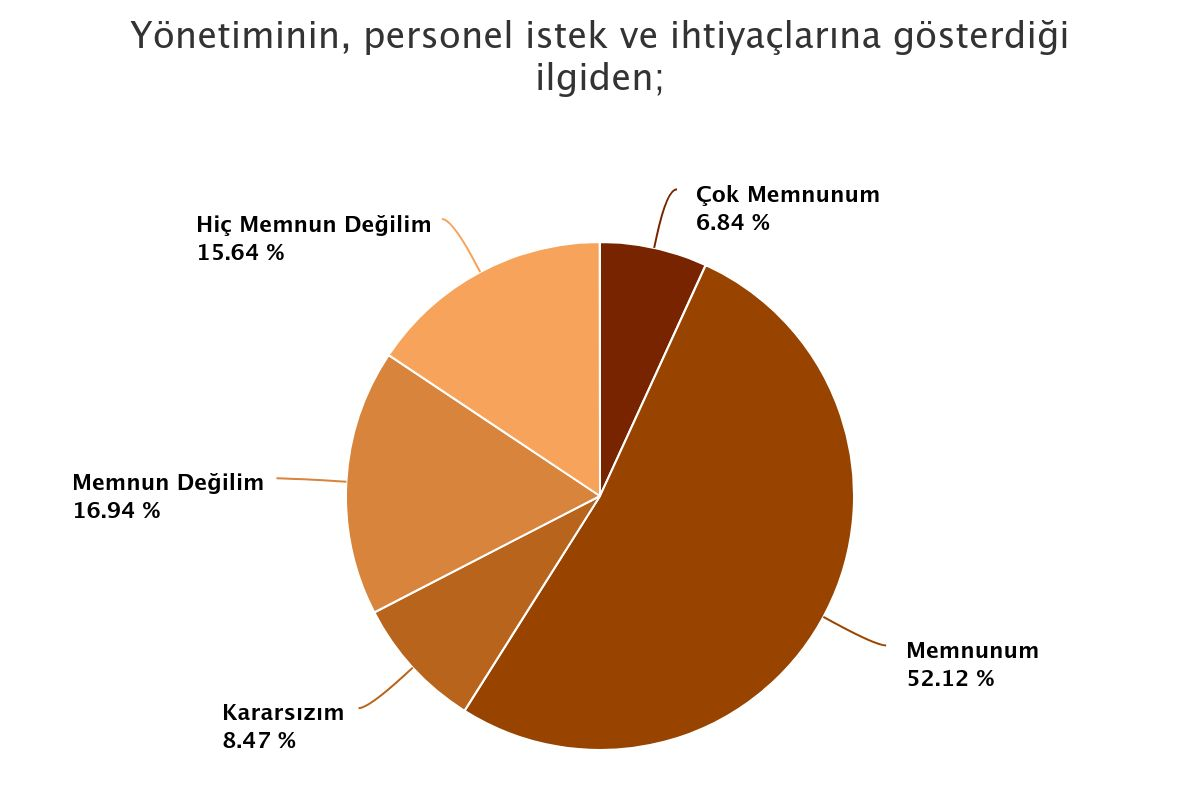 Yönetiminin, personel istek ve ihtiyaçlarına gösterdiği
ilgiden;
Çok Memnunum
6.84 %
Hiç Memnun Değilim
15.64 %
Memnun Değilim
16.94 %
Memnunum
52.12 %
Kararsızım
8.47 %